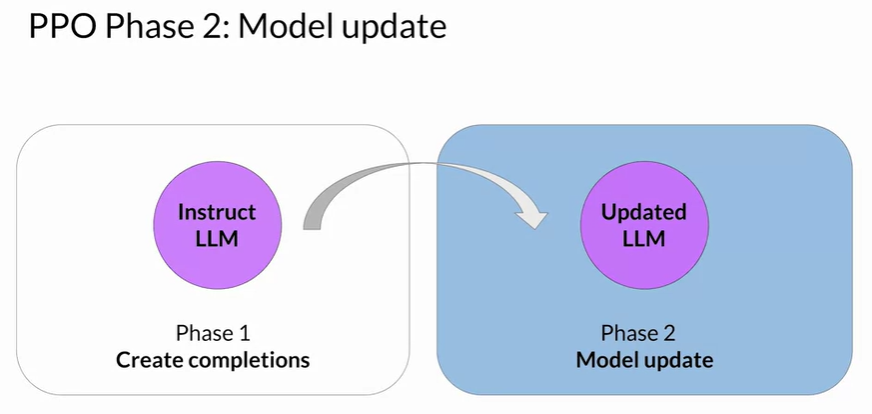 PPO Phase 2: Model update
Instruct
LLM
Updated
LLM
Phase 1
Create completions
Phase 2
Model update